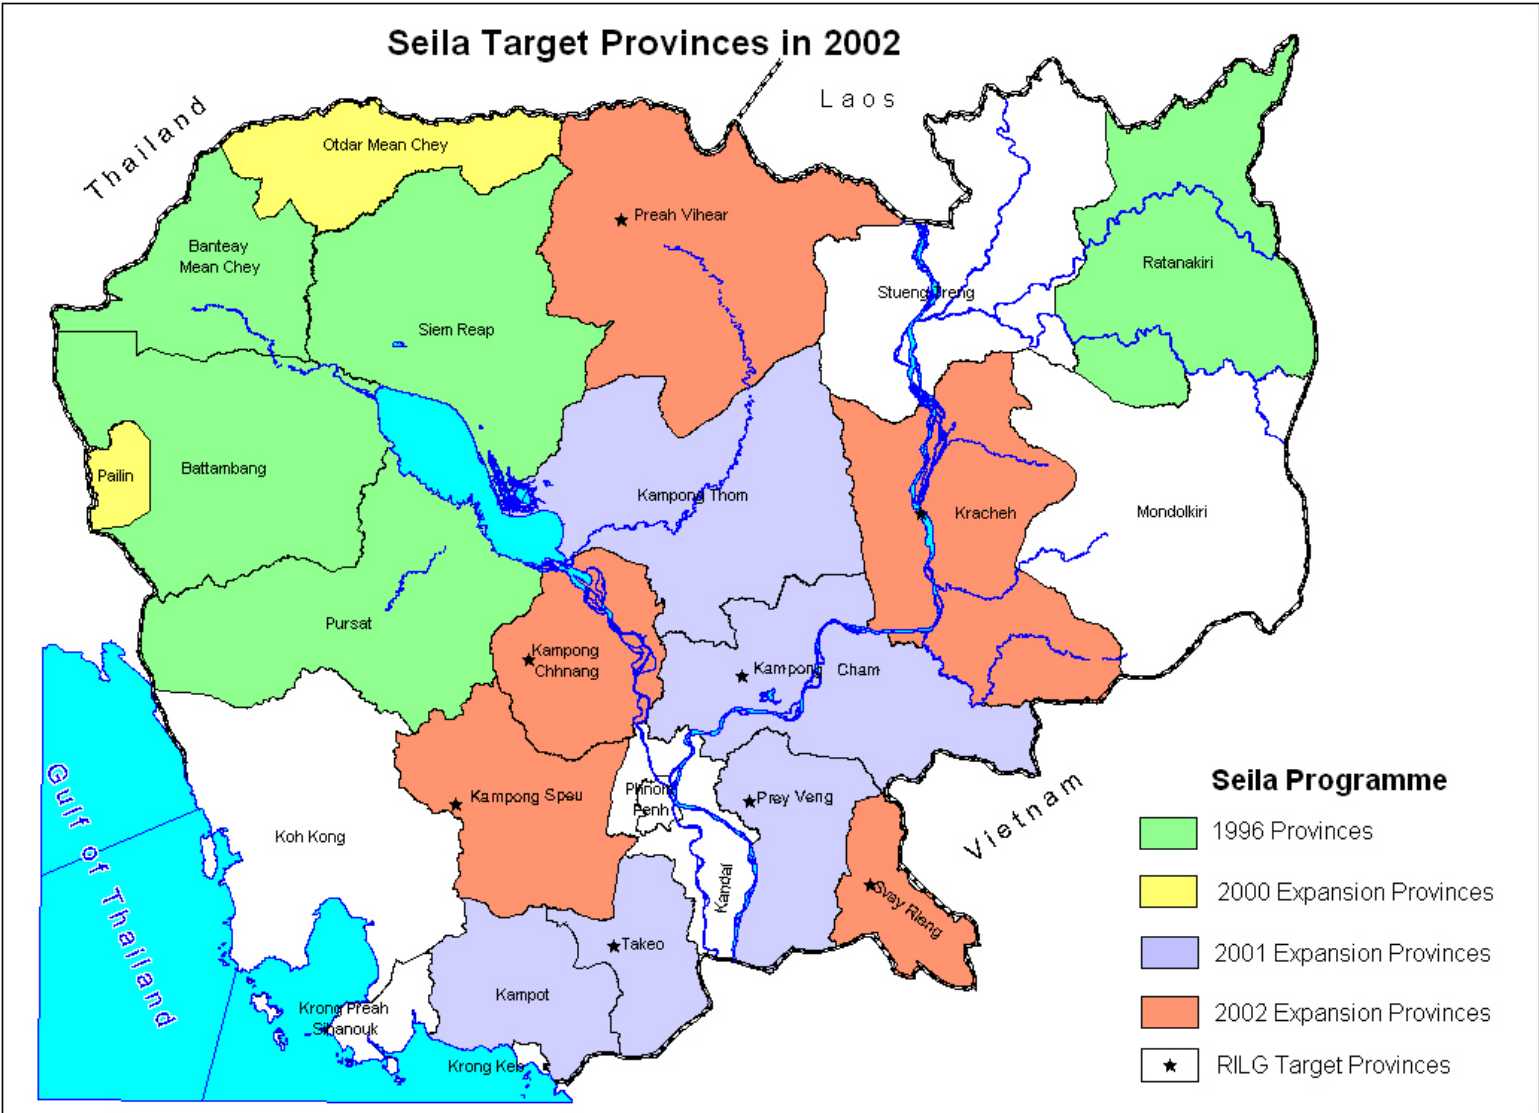 Seila Target Provinces in 2002
Laos
Thailand
Otdar Mean Chey
Preah Vihear
Banteay
Mean Chey
Ratanakiri
Stueng Treng
Siem Reap
Battambang
Pailin
Kampong Thom
Kracheh
Mondolkiri
Pursat
Kampong
Chhnang
Kampong Cham
Kampong Speu
Phnom
Penh
Prey Veng
Koh Kong
Kandal
Svay Rieng
Takeo
Kampot
Krong Preah
Sihanouk
Krong Keb
Gulf of Thailand
Vietnam
Seila Programme
1996 Provinces
2000 Expansion Provinces
2001 Expansion Provinces
2002 Expansion Provinces
RILG Target Provinces